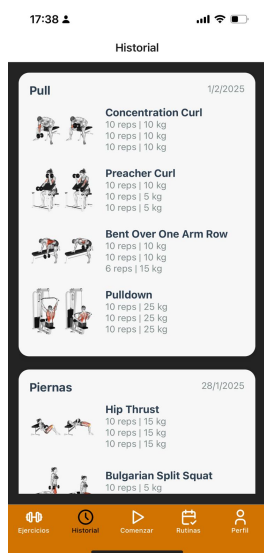 17:38
Historial
Pull 1/2/2025
Concentration Curl
10 reps | 10 kg
10 reps | 10 kg
10 reps | 10 kg
Preacher Curl
10 reps | 10 kg
10 reps | 5 kg
10 reps | 5 kg
Bent Over One Arm Row
10 reps | 10 kg
10 reps | 10 kg
6 reps | 15 kg
Pulldown
10 reps | 25 kg
10 reps | 25 kg
10 reps | 25 kg
Piernas 28/1/2025
Hip Thrust
10 reps | 15 kg
10 reps | 15 kg
10 reps | 15 kg
Bulgarian Split Squat
10 reps | 5 kg
Ejercicios Historial Comenzar Rutinas Perfil